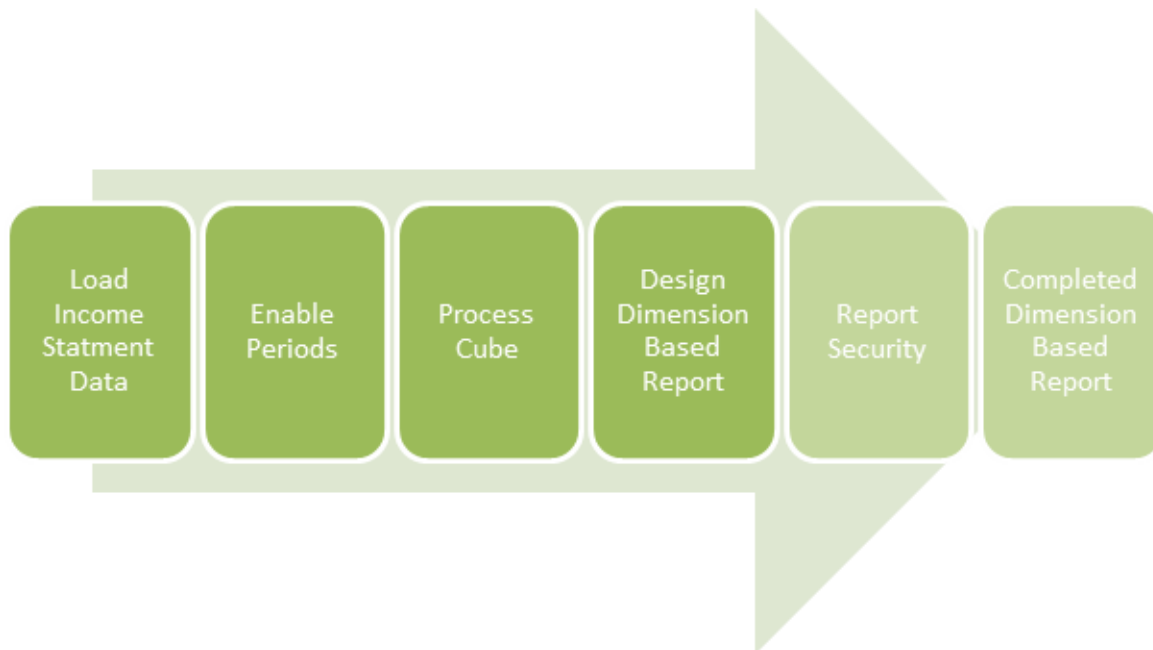 Load
Income
Statment
Data
Enable
Periods
Process
Cube
Design
Dimension
Based
Report
Report
Security
Completed
Dimension
Based
Report